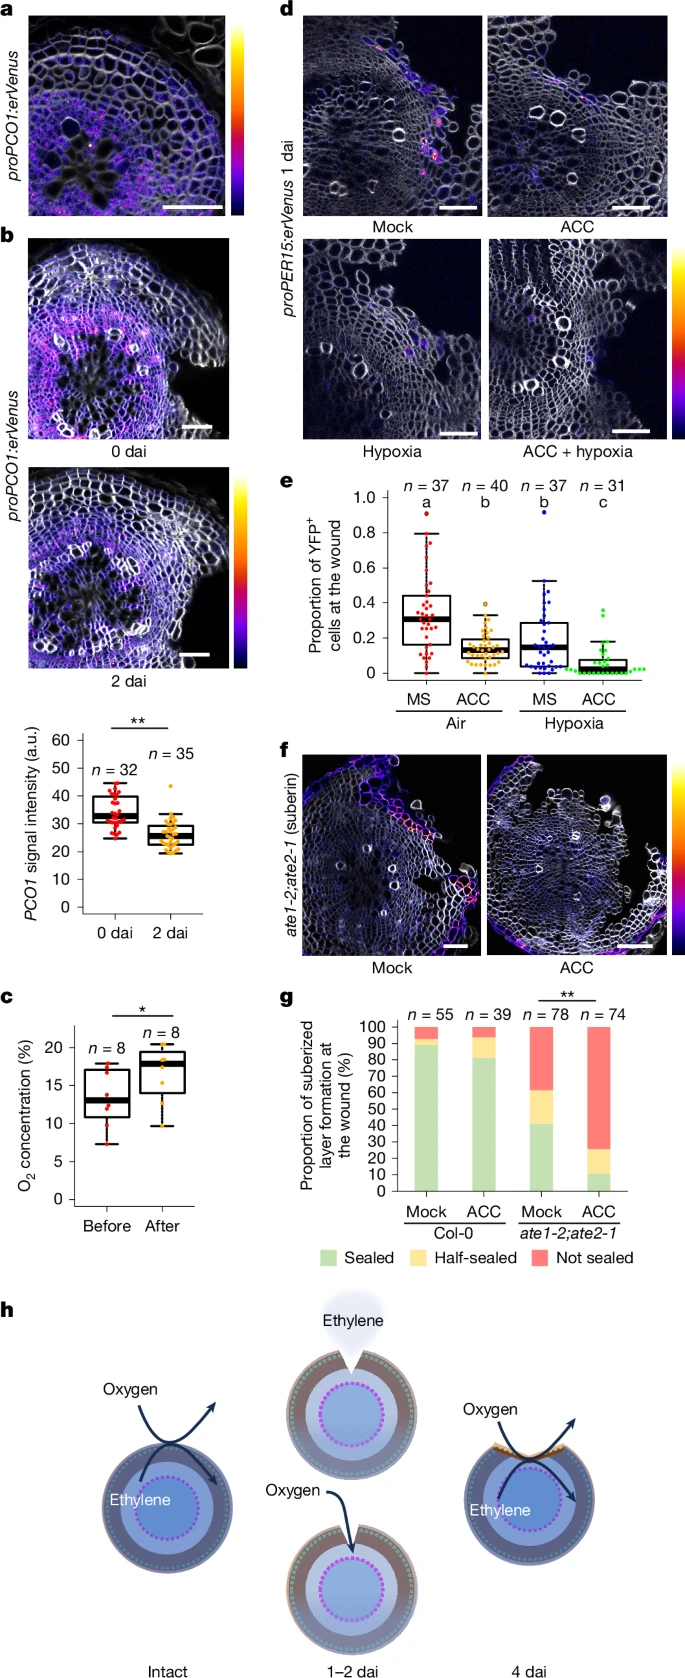 a
proPCO1:erVenus
b
proPCO1:erVenus
0 dai
2 dai
PCO1 signal intensity (a.u.)
**
n = 32
n = 35
60
50
40
30
20
10
0
0 dai
2 dai
c
O2 concentration (%)
*
n = 8
n = 8
20
15
10
5
0
Before
After
d
proPER15:erVenus 1 dai
Mock
ACC
Hypoxia
ACC + hypoxia
e
Proportion of YFP+
cells at the wound
n = 37
n = 40
n = 37
n = 31
a
b
b
c
1.0
0.8
0.6
0.4
0.2
0
MS
ACC
MS
ACC
Air
Hypoxia
f
ate1-2;ate2-1 (suberin)
Mock
ACC
g
Proportion of suberized
layer formation at
the wound (%)
**
n = 55
n = 39
n = 78
n = 74
100
90
80
70
60
50
40
30
20
10
0
Mock
ACC
Mock
ACC
Col-0
ate1-2;ate2-1
Sealed
Half-sealed
Not sealed
h
Oxygen
Ethylene
Ethylene
Oxygen
Oxygen
Ethylene
Intact
1–2 dai
4 dai